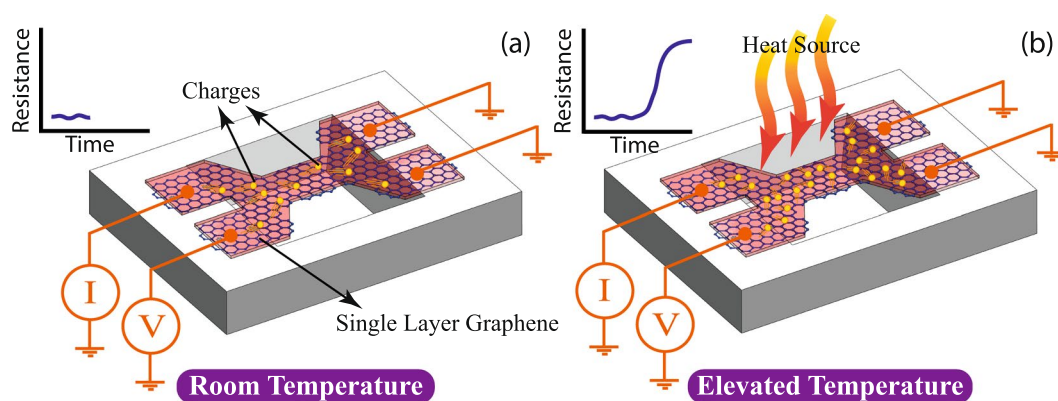 (a)
Resistance
Time
Charges
I
V
Single Layer Graphene
Room Temperature
(b)
Resistance
Time
Heat Source
I
V
Elevated Temperature